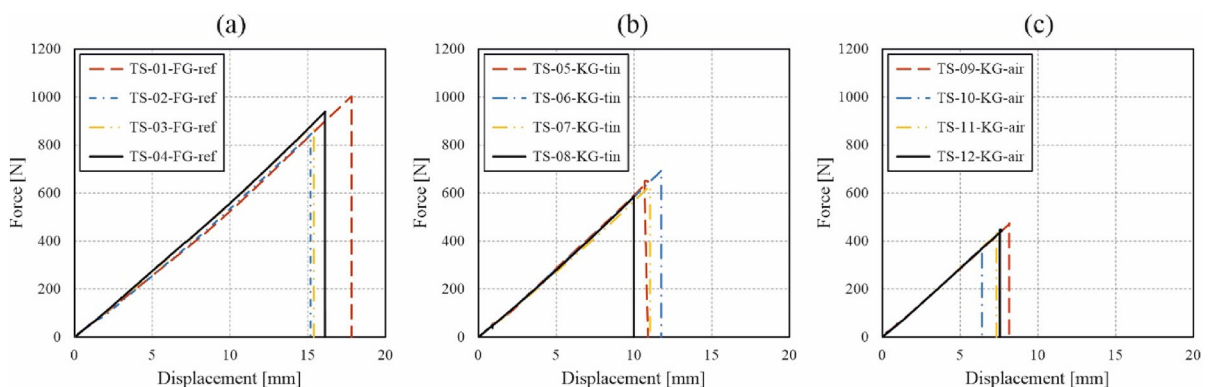 (a)
1200
1000
800
600
400
200
0
Force [N]
TS-01-FG-ref
TS-02-FG-ref
TS-03-FG-ref
TS-04-FG-ref
0 5 10 15 20
Displacement [mm]
(b)
1200
1000
800
600
400
200
0
Force [N]
TS-05-KG-tin
TS-06-KG-tin
TS-07-KG-tin
TS-08-KG-tin
0 5 10 15 20
Displacement [mm]
(c)
1200
1000
800
600
400
200
0
Force [N]
TS-09-KG-air
TS-10-KG-air
TS-11-KG-air
TS-12-KG-air
0 5 10 15 20
Displacement [mm]